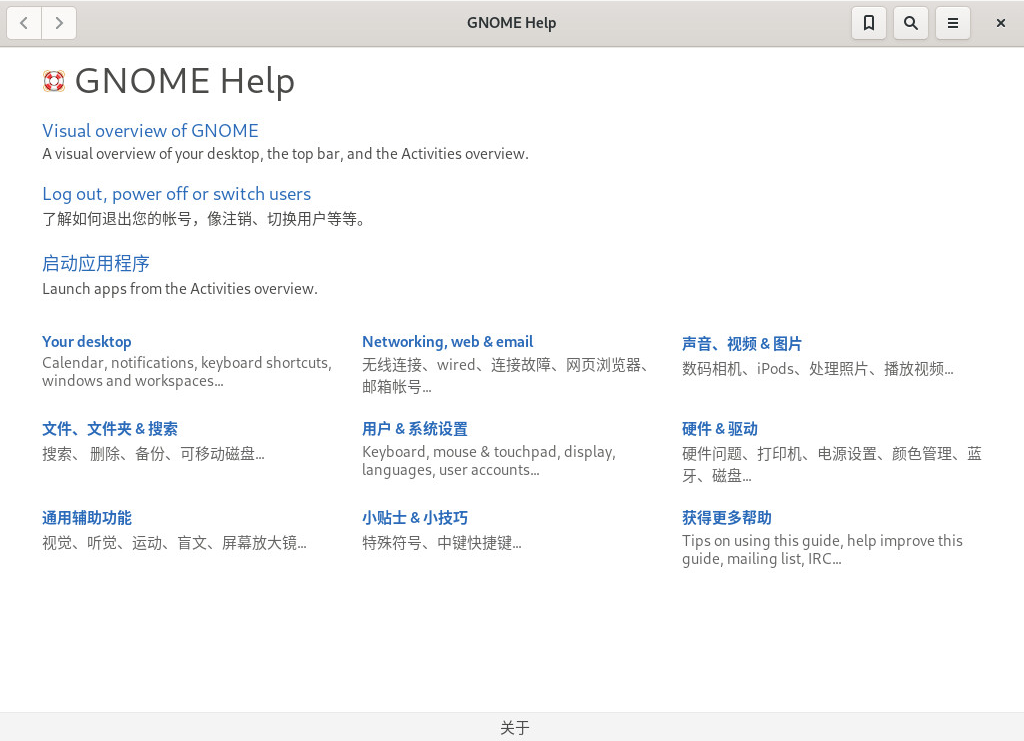 GNOME Help
GNOME Help
Visual overview of GNOME
A visual overview of your desktop, the top bar, and the Activities overview.
Log out, power off or switch users
了解如何退出您的帐号，像注销、切换用户等等。
启动应用程序
Launch apps from the Activities overview.
Your desktop
Calendar, notifications, keyboard shortcuts,
windows and workspaces…
Networking, web & email
无线连接、wired、连接故障、网页浏览器、
邮箱帐号…
声音、视频 & 图片
数码相机、iPods、处理照片、播放视频…
文件、文件夹 & 搜索
搜索、 删除、备份、可移动磁盘…
用户 & 系统设置
Keyboard, mouse & touchpad, display,
languages, user accounts…
硬件 & 驱动
硬件问题、打印机、电源设置、颜色管理、蓝
牙、磁盘…
通用辅助功能
视觉、听觉、运动、盲文、屏幕放大镜…
小贴士 & 小技巧
特殊符号、中键快捷键…
获得更多帮助
Tips on using this guide, help improve this
guide, mailing list, IRC…
关于